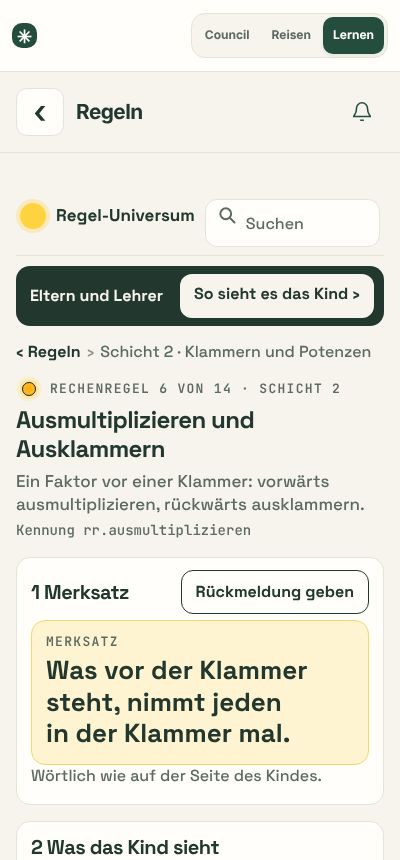 Council Reisen Lernen
Regeln
Regel-Universum Suchen
Eltern und Lehrer So sieht es das Kind ›
‹ Regeln > Schicht 2 · Klammern und Potenzen
RECHENREGEL 6 VON 14 · SCHICHT 2
Ausmultiplizieren und
Ausklammern
Ein Faktor vor einer Klammer: vorwärts
ausmultiplizieren, rückwärts ausklammern.
Kennung rr.ausmultiplizieren
1 Merksatz Rückmeldung geben
MERKSATZ
Was vor der Klammer
steht, nimmt jeden
in der Klammer mal.
Wörtlich wie auf der Seite des Kindes.
2 Was das Kind sieht